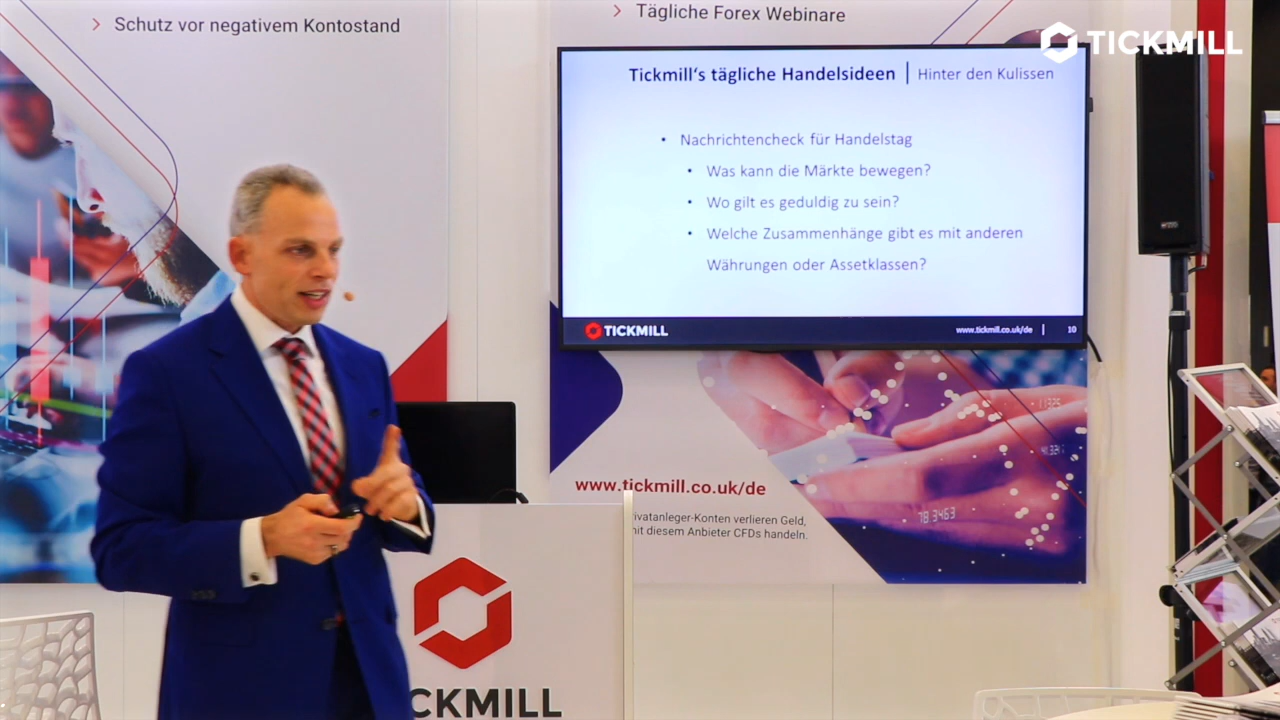 > Schutz vor negativem Kontostand
> Tägliche Forex Webinare
TICKMILL
Tickmill‘s tägliche Handelsideen | Hinter den Kulissen
• Nachrichtencheck für Handelstag
• Was kann die Märkte bewegen?
• Wo gilt es geduldig zu sein?
• Welche Zusammenhänge gibt es mit anderen
Währungen oder Assetklassen?
TICKMILL
www.tickmill.co.uk/de | 10
www.tickmill.co.uk/de
rivatanleger-Konten verlieren Geld,
mit diesem Anbieter CFDs handeln.
78.3463
CKMILL